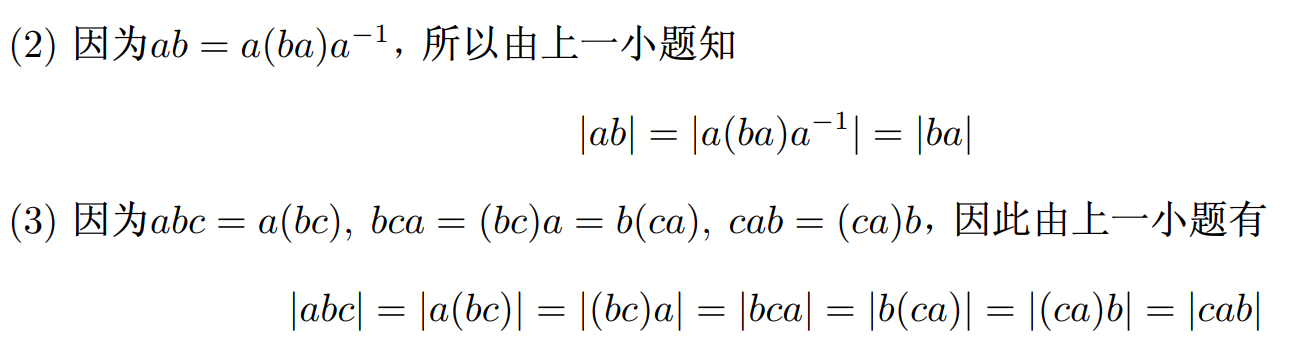 (2) 因为ab = a(ba)a⁻¹，所以由上一小题知
|ab| = |a(ba)a⁻¹| = |ba|
(3) 因为abc = a(bc), bca = (bc)a = b(ca), cab = (ca)b，因此由上一小题有
|abc| = |a(bc)| = |(bc)a| = |bca| = |b(ca)| = |(ca)b| = |cab|